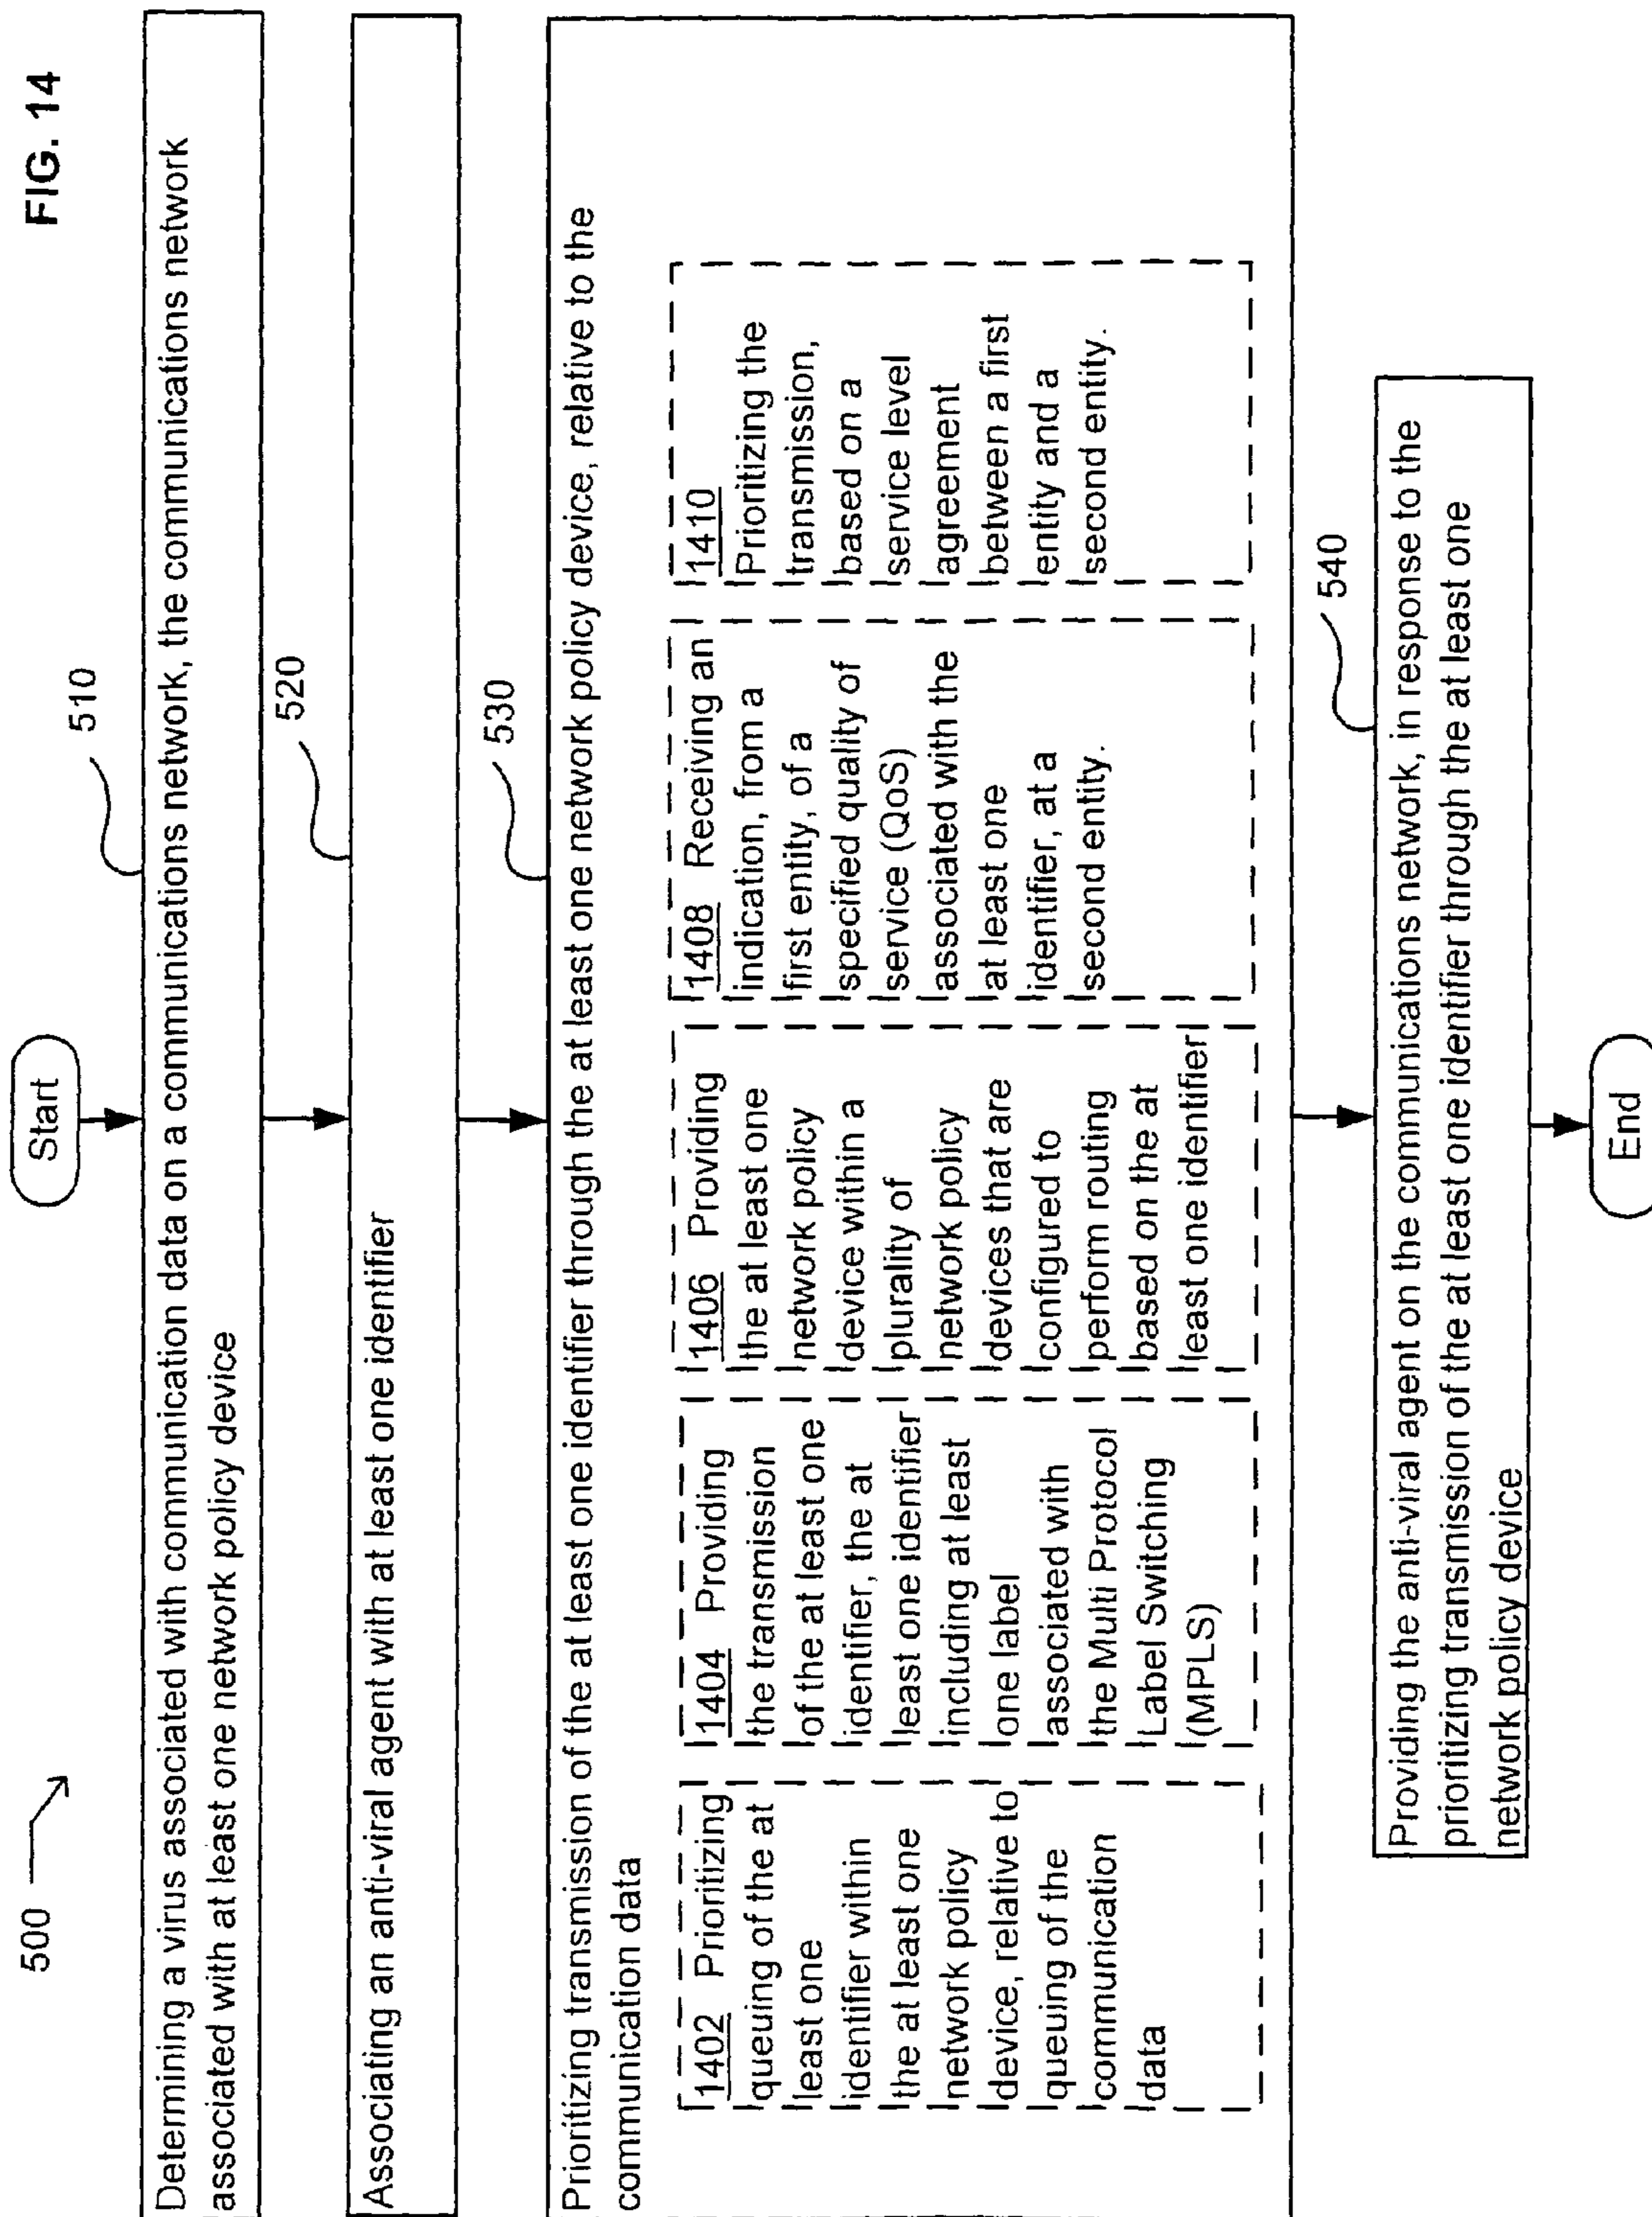 FIG. 14
500
Start
510
Determining a virus associated with communication data on a communications network, the communications network
associated with at least one network policy device
520
Associating an anti-viral agent with at least one identifier
530
Prioritizing transmission of the at least one identifier through the at least one network policy device, relative to the
communication data
1402 Prioritizing
queuing of the at
least one
identifier within
the at least one
network policy
device, relative to
queuing of the
communication
data
1404 Providing
the transmission
of the at least one
identifier, the at
least one identifier
including at least
one label
associated with
the Multi Protocol
Label Switching
(MPLS)
1406 Providing
the at least one
network policy
device within a
plurality of
network policy
devices that are
configured to
perform routing
based on the at
least one identifier
1408 Receiving an
indication, from a
first entity, of a
specified quality of
service (QoS)
associated with the
at least one
identifier, at a
second entity.
1410
Prioritizing the
transmission,
based on a
service level
agreement
between a first
entity and a
second entity.
540
Providing the anti-viral agent on the communications network, in response to the
prioritizing transmission of the at least one identifier through the at least one
network policy device
End